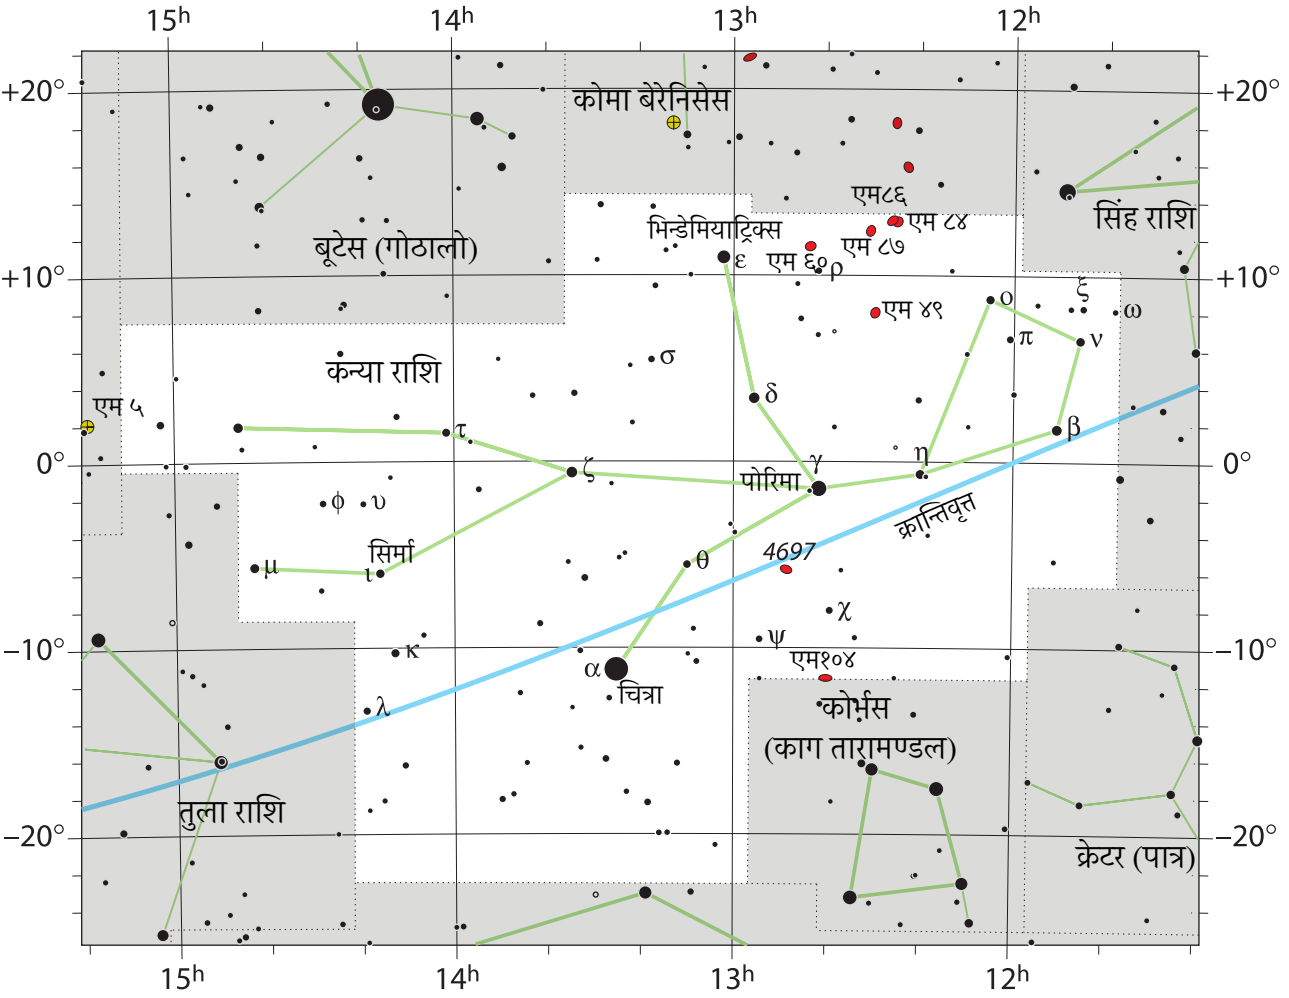 15h 14h 13h 12h
+20° +20°
कोमा बेरेनिसेस
एम८६
सिंह राशि
एम ८४
भिन्डेमियाट्रिक्स
एम ८७
बूटेस (गोठालो)
ε एम ६० ρ
+10° +10°
ξ
ο एम ४९ ω
π ν
σ
कन्या राशि
δ
एम ५
τ β
η
0° ζ γ 0°
पोरिमा
φ υ क्रान्तिवृत्त
सिर्मा 4697
μ ι θ
χ
ψ
−10° κ −10°
एम१०४
α
चित्रा
λ कोर्भस
(काग तारामण्डल)
तुला राशि
−20° −20°
क्रेटर (पात्र)
15h 14h 13h 12h